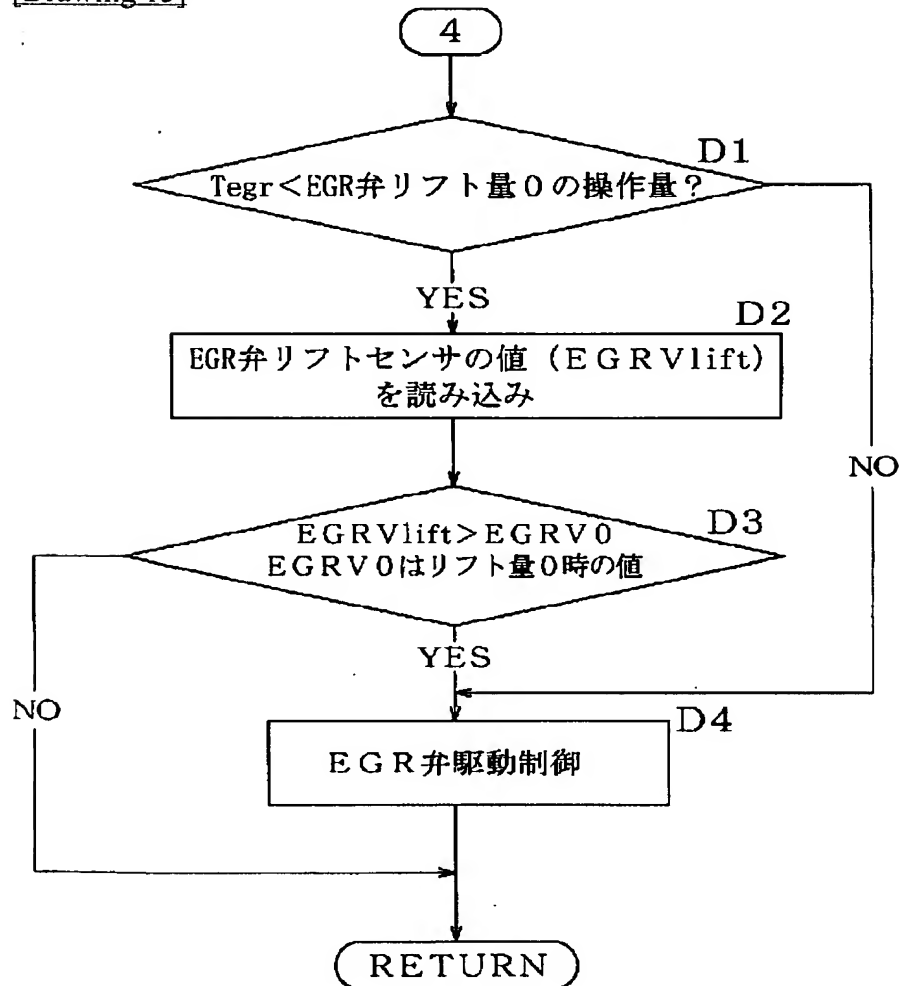 4
D1
Tegr<EGR弁リフト量0の操作量?
YES
D2
EGR弁リフトセンサの値(EGRVlift)
を読み込み
NO
D3
EGRVlift>EGRV0
EGRV0はリフト量0時の値
YES
NO
D4
EGR弁駆動制御
RETURN